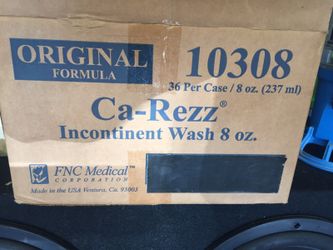 ORIGINAL
FORMULA
10308
36 Per Case / 8 oz. (237 ml)
Ca-Rezz®
Incontinent Wash 8 oz.
FNC Medical™
CORPORATION
Made in the USA Ventura, Ca. 93003